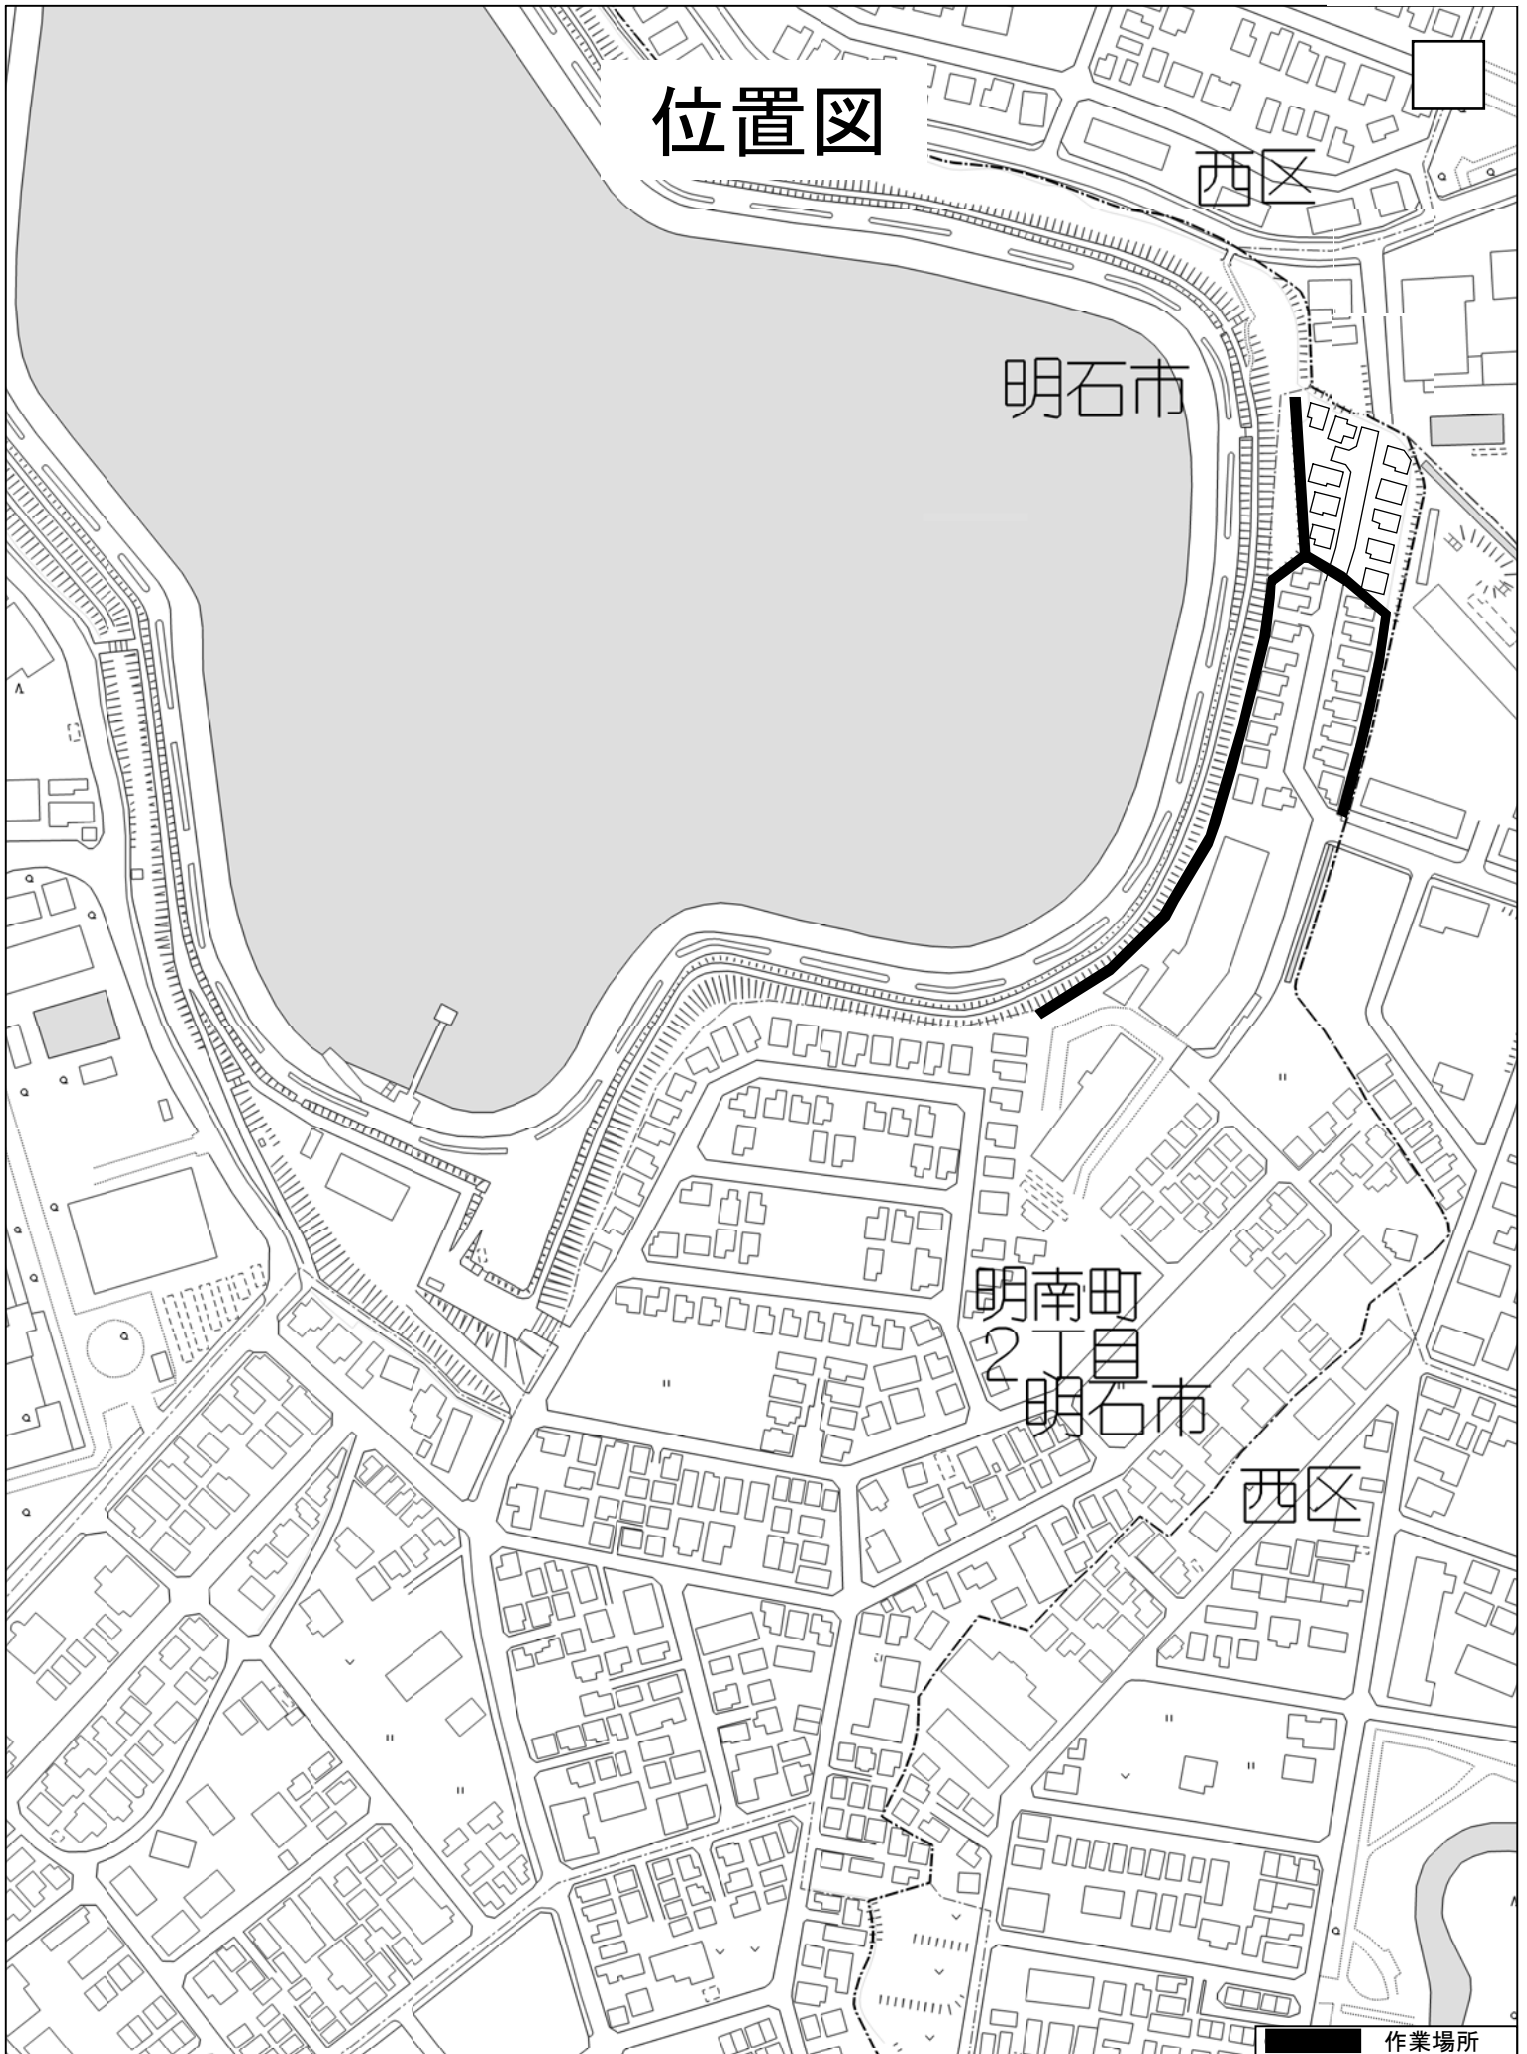 位置図
西区
明石市
明南町
2丁目
明石市
西区
作業場所